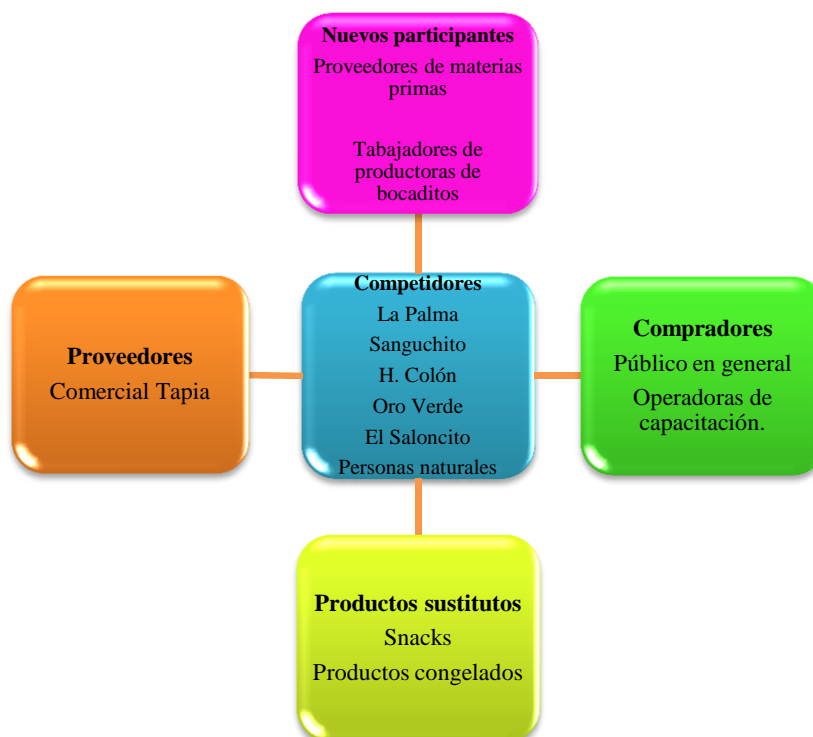 Nuevos participantes
Proveedores de materias
primas
Tabajadores de
productoras de
bocaditos
Proveedores
Comercial Tapia
Competidores
La Palma
Sanguchito
H. Colón
Oro Verde
El Saloncito
Personas naturales
Compradores
Público en general
Operadoras de
capacitación.
Productos sustitutos
Snacks
Productos congelados